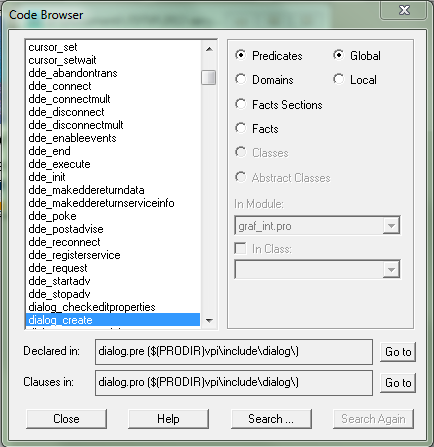 Code Browser
cursor_set
cursor_setwait
dde_abandontrans
dde_connect
dde_connectmult
dde_disconnect
dde_disconnectmult
dde_enableevents
dde_end
dde_execute
dde_init
dde_makeddereturndata
dde_makeddereturnserviceinfo
dde_poke
dde_postadvise
dde_reconnect
dde_registerservice
dde_request
dde_startadv
dde_stopadv
dialog_checkeditproperties
dialog_create
Predicates Global
Domains Local
Facts Sections
Facts
Classes
Abstract Classes
In Module:
graf_int.pro
In Class:
Declared in: dialog.pre ($(PRODIR)vpi\include\dialog\) Go to
Clauses in: dialog.pro ($(PRODIR)vpi\include\dialog\) Go to
Close Help Search ... Search Again